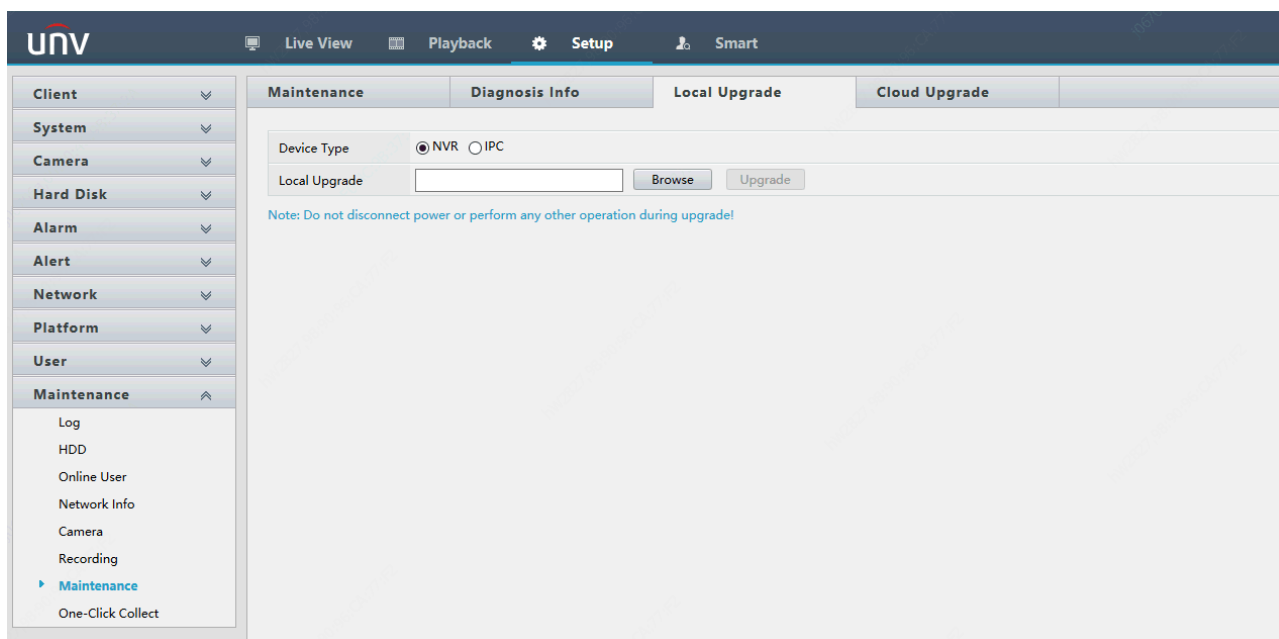 unv
Live View Playback Setup Smart
Client
System
Camera
Hard Disk
Alarm
Alert
Network
Platform
User
Maintenance
Log
HDD
Online User
Network Info
Camera
Recording
Maintenance
One-Click Collect
Maintenance Diagnosis Info Local Upgrade Cloud Upgrade
Device Type NVR IPC
Local Upgrade Browse Upgrade
Note: Do not disconnect power or perform any other operation during upgrade!